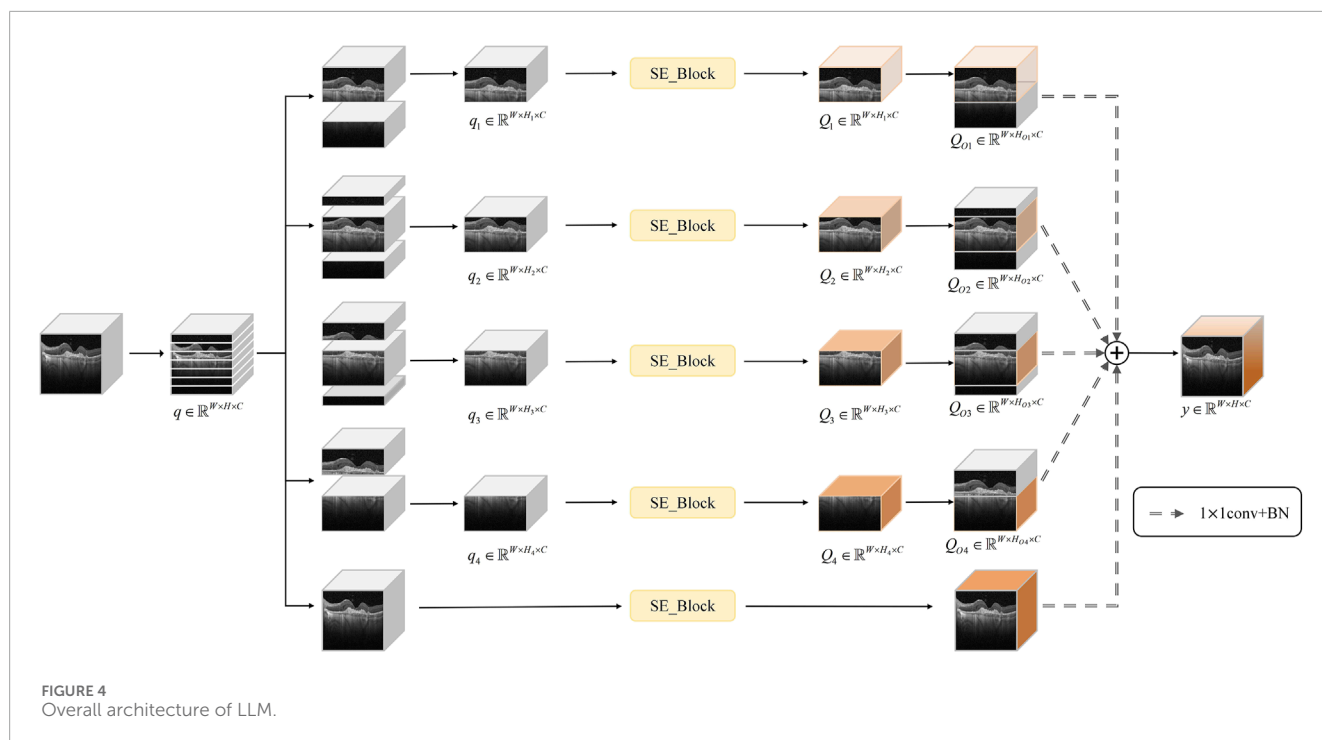 SE_Block
q₁ ∈ ℝ^{W×H₁×C}
Q₁ ∈ ℝ^{W×H₁×C}
Q_{O1} ∈ ℝ^{W×H_{O1}×C}
SE_Block
q₂ ∈ ℝ^{W×H₂×C}
Q₂ ∈ ℝ^{W×H₂×C}
Q_{O2} ∈ ℝ^{W×H_{O2}×C}
SE_Block
q ∈ ℝ^{W×H×C}
q₃ ∈ ℝ^{W×H₃×C}
Q₃ ∈ ℝ^{W×H₃×C}
Q_{O3} ∈ ℝ^{W×H_{O3}×C}
y ∈ ℝ^{W×H×C}
SE_Block
1×1conv+BN
q₄ ∈ ℝ^{W×H₄×C}
Q₄ ∈ ℝ^{W×H₄×C}
Q_{O4} ∈ ℝ^{W×H_{O4}×C}
SE_Block
FIGURE 4
Overall architecture of LLM.